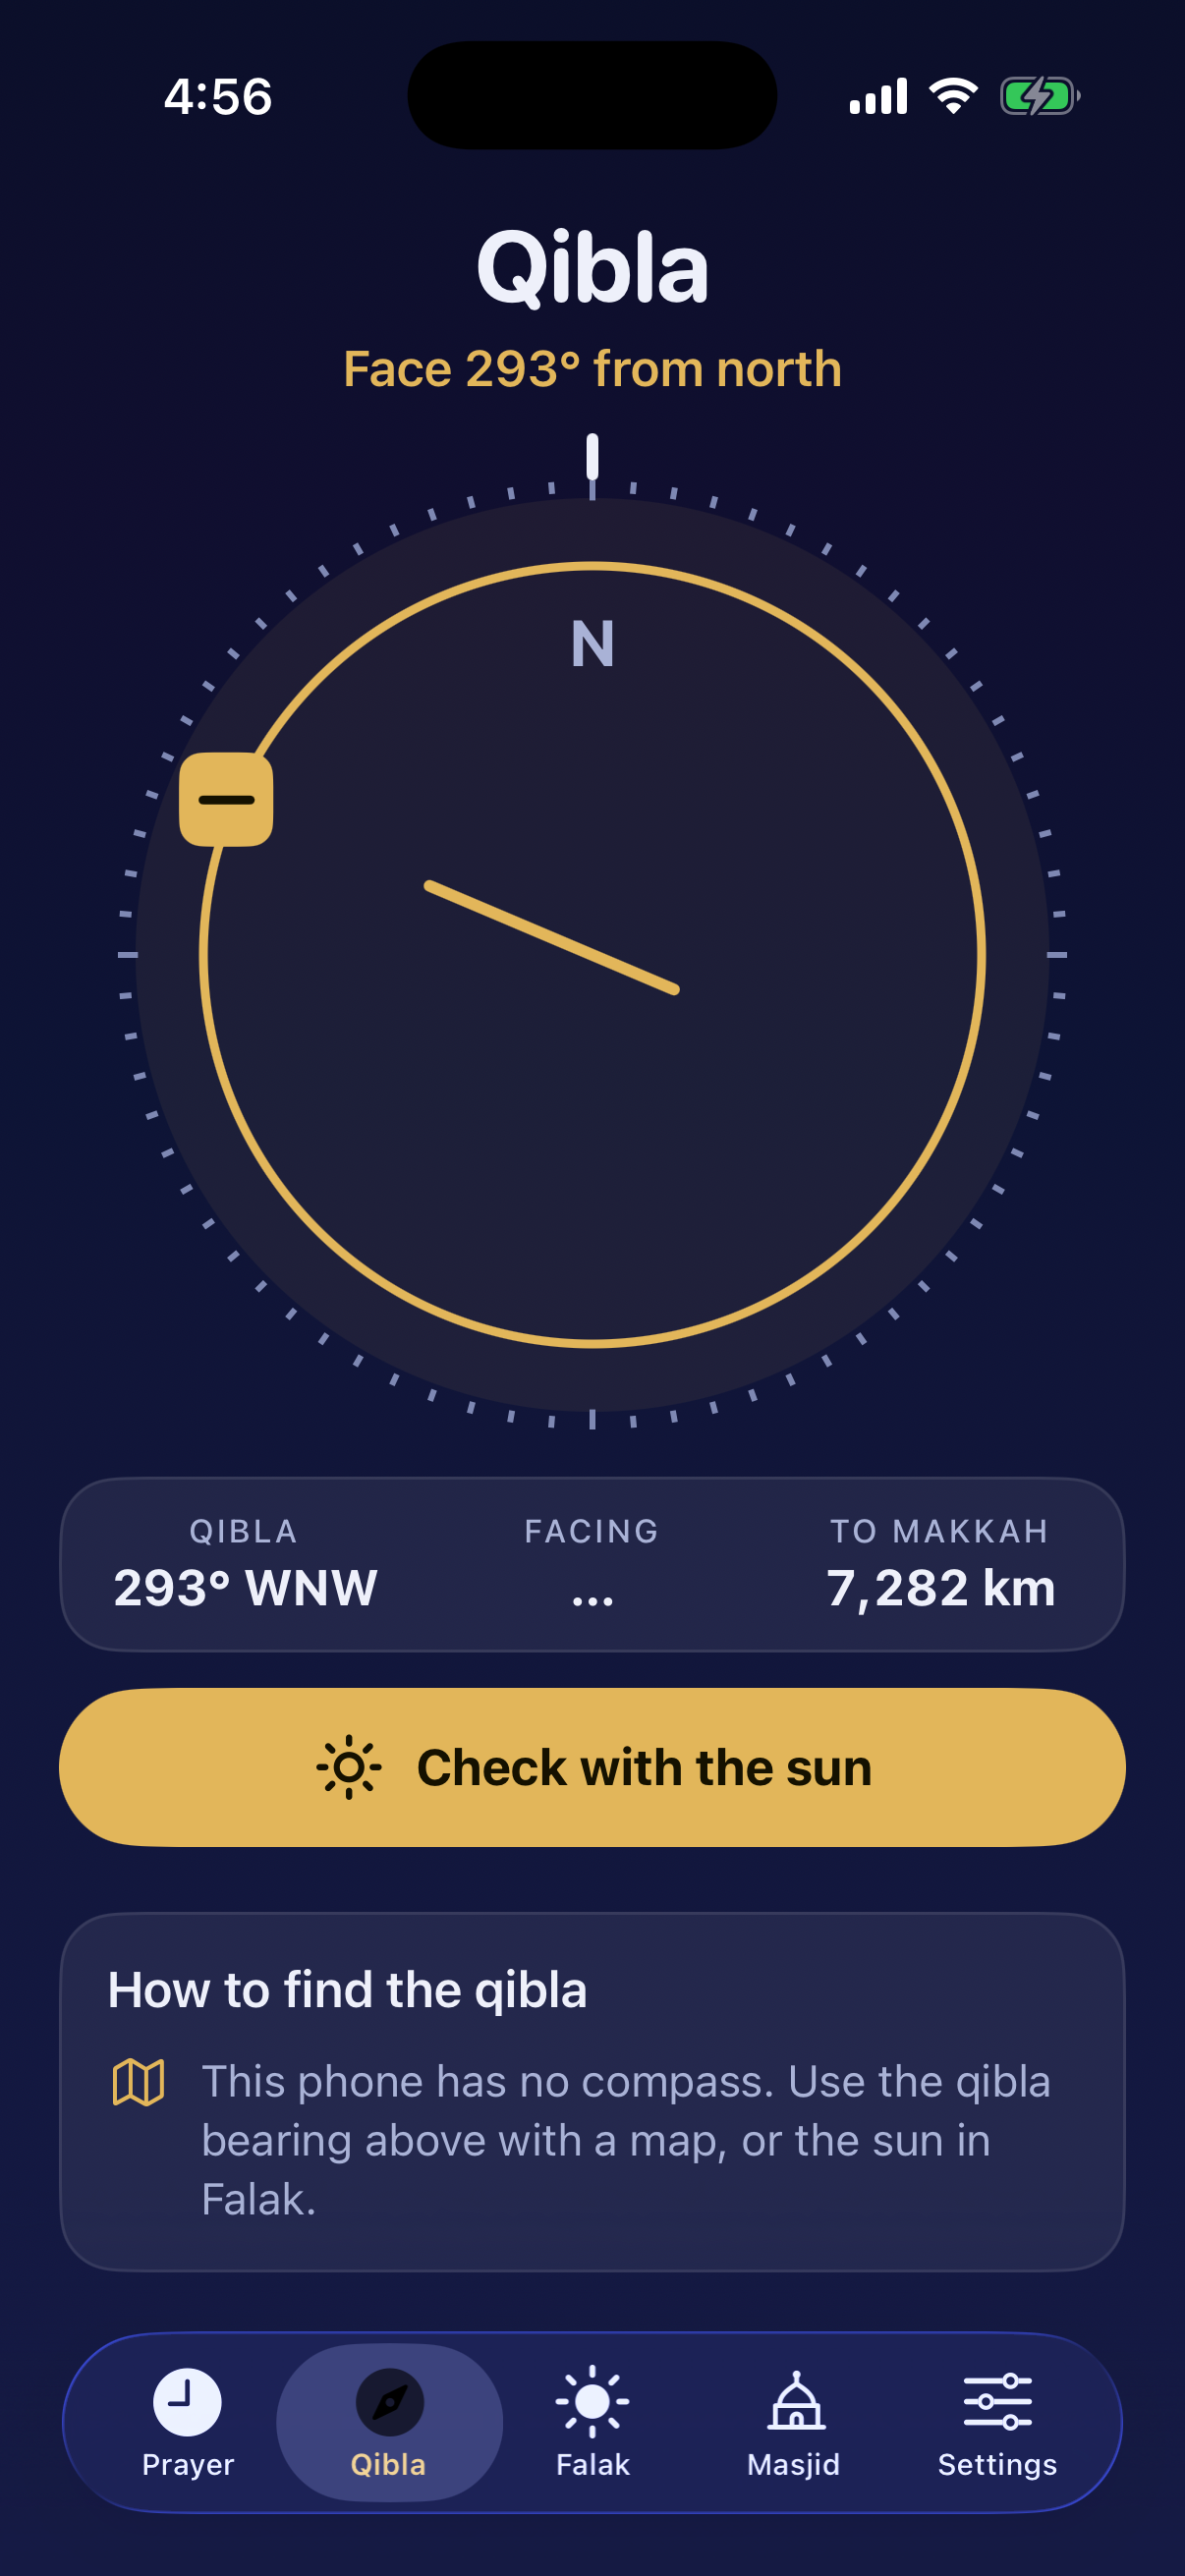 4:56
Qibla
Face 293° from north
N
QIBLA
293° WNW
FACING
...
TO MAKKAH
7,282 km
Check with the sun
How to find the qibla
This phone has no compass. Use the qibla
bearing above with a map, or the sun in
Falak.
Prayer
Qibla
Falak
Masjid
Settings